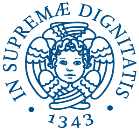 IN SUPREMÆ DIGNITATIS
1343